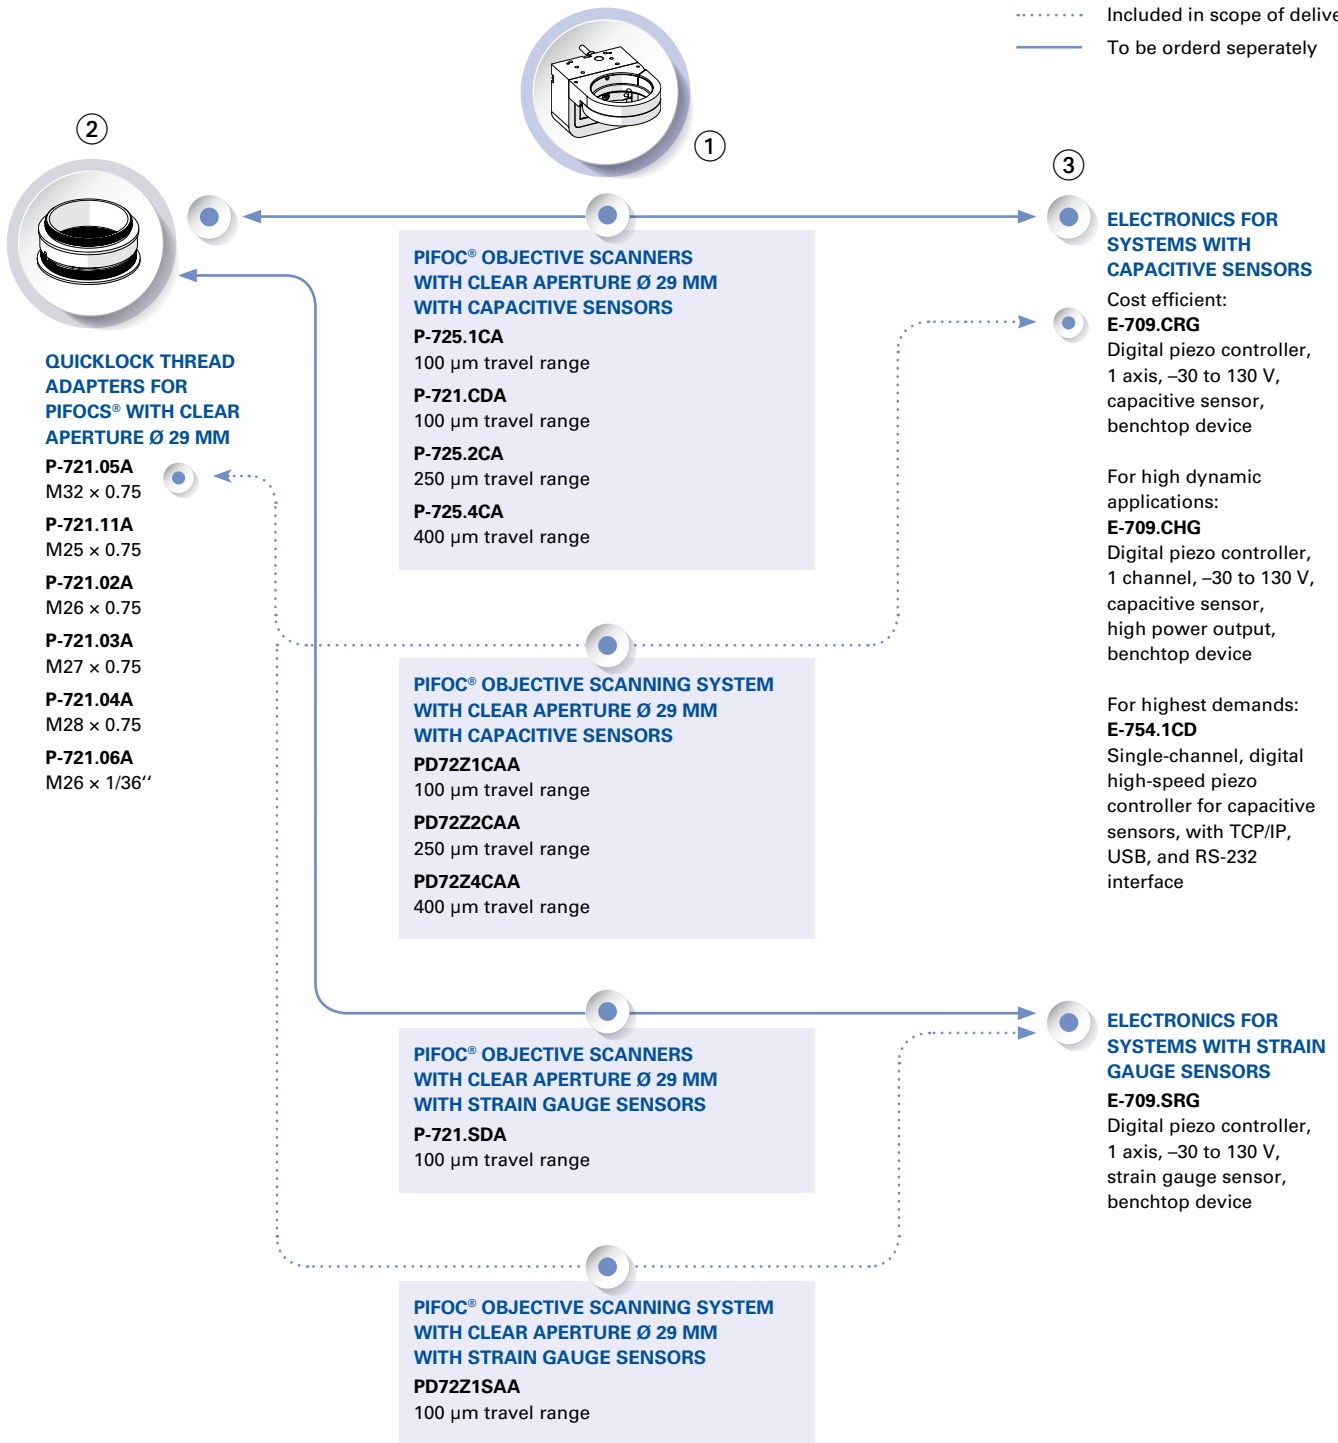 Included in scope of delive
To be orderd seperately
1
2
3
QUICKLOCK THREAD
ADAPTERS FOR
PIFOCS® WITH CLEAR
APERTURE Ø 29 MM
P-721.05A
M32 × 0.75
P-721.11A
M25 × 0.75
P-721.02A
M26 × 0.75
P-721.03A
M27 × 0.75
P-721.04A
M28 × 0.75
P-721.06A
M26 × 1/36‘‘
PIFOC® OBJECTIVE SCANNERS
WITH CLEAR APERTURE Ø 29 MM
WITH CAPACITIVE SENSORS
P-725.1CA
100 µm travel range
P-721.CDA
100 µm travel range
P-725.2CA
250 µm travel range
P-725.4CA
400 µm travel range
PIFOC® OBJECTIVE SCANNING SYSTEM
WITH CLEAR APERTURE Ø 29 MM
WITH CAPACITIVE SENSORS
PD72Z1CAA
100 µm travel range
PD72Z2CAA
250 µm travel range
PD72Z4CAA
400 µm travel range
PIFOC® OBJECTIVE SCANNERS
WITH CLEAR APERTURE Ø 29 MM
WITH STRAIN GAUGE SENSORS
P-721.SDA
100 µm travel range
PIFOC® OBJECTIVE SCANNING SYSTEM
WITH CLEAR APERTURE Ø 29 MM
WITH STRAIN GAUGE SENSORS
PD72Z1SAA
100 µm travel range
ELECTRONICS FOR
SYSTEMS WITH
CAPACITIVE SENSORS
Cost efficient:
E-709.CRG
Digital piezo controller,
1 axis, –30 to 130 V,
capacitive sensor,
benchtop device
For high dynamic
applications:
E-709.CHG
Digital piezo controller,
1 channel, –30 to 130 V,
capacitive sensor,
high power output,
benchtop device
For highest demands:
E-754.1CD
Single-channel, digital
high-speed piezo
controller for capacitive
sensors, with TCP/IP,
USB, and RS-232
interface
ELECTRONICS FOR
SYSTEMS WITH STRAIN
GAUGE SENSORS
E-709.SRG
Digital piezo controller,
1 axis, –30 to 130 V,
strain gauge sensor,
benchtop device